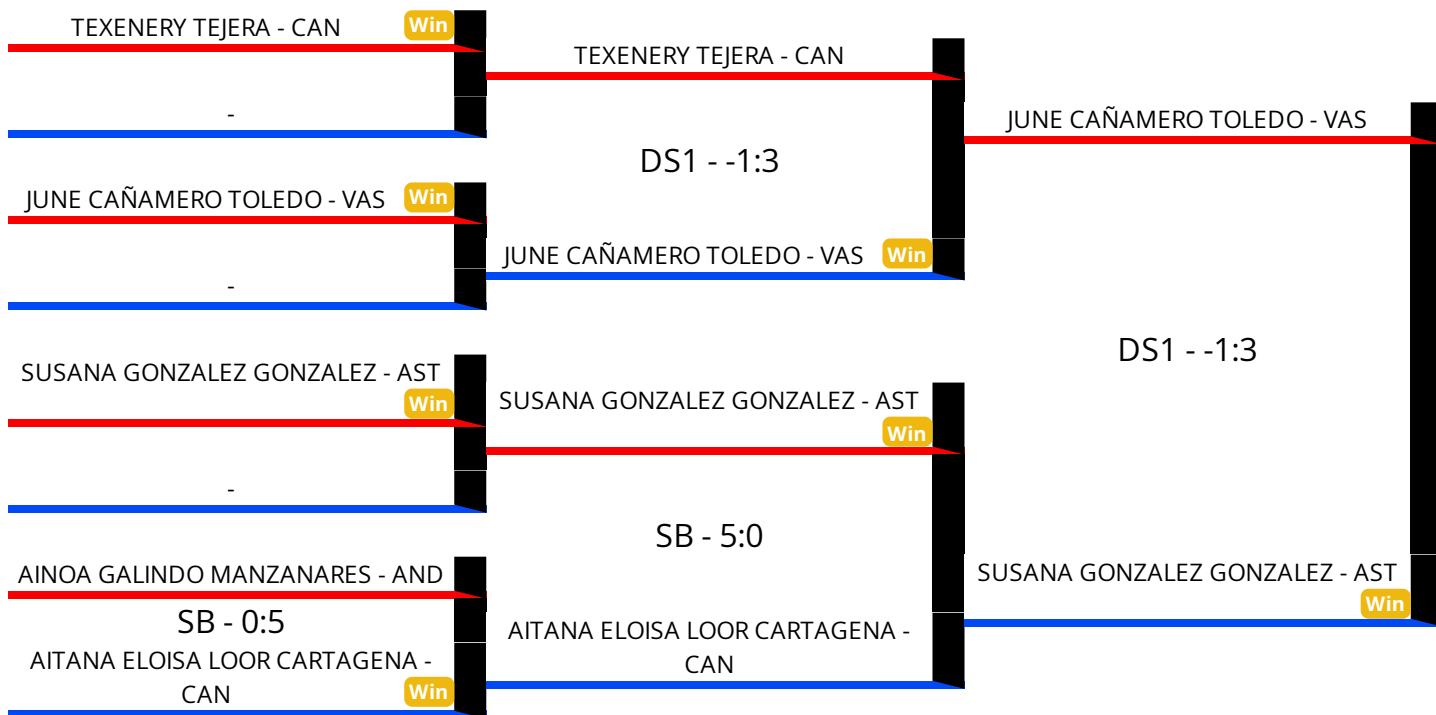 TEXENERY TEJERA - CAN Win
-
JUNE CAÑAMERO TOLEDO - VAS Win
-
SUSANA GONZALEZ GONZALEZ - AST
Win
-
AINOA GALINDO MANZANARES - AND
SB - 0:5
AITANA ELOISA LOOR CARTAGENA -
CAN Win
TEXENERY TEJERA - CAN
DS1 - -1:3
JUNE CAÑAMERO TOLEDO - VAS Win
SUSANA GONZALEZ GONZALEZ - AST
Win
SB - 5:0
AITANA ELOISA LOOR CARTAGENA -
CAN
JUNE CAÑAMERO TOLEDO - VAS
DS1 - -1:3
SUSANA GONZALEZ GONZALEZ - AST
Win